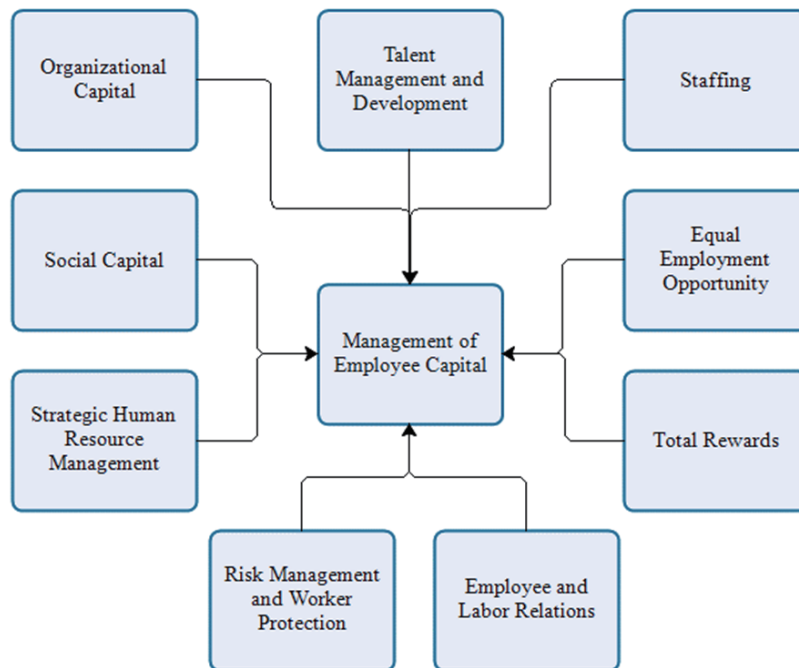 Organizational
Capital
Talent
Management and
Development
Staffing
Social Capital
Equal
Employment
Opportunity
Management of
Employee Capital
Strategic Human
Resource
Management
Total Rewards
Risk Management
and Worker
Protection
Employee and
Labor Relations